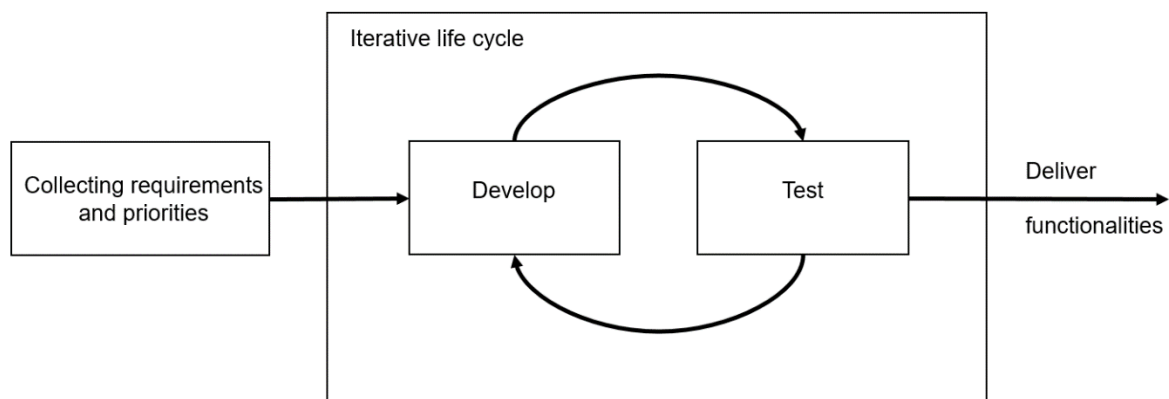 Iterative life cycle
Collecting requirements
and priorities
Develop
Test
Deliver
functionalities